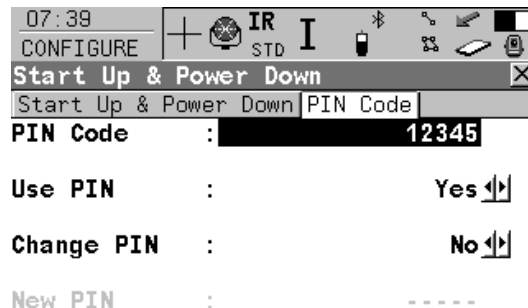 07:39 IR
CONFIGURE STD I
Start Up & Power Down
Start Up & Power Down PIN Code
PIN Code : 12345
Use PIN : Yes
Change PIN : No
New PIN : -----